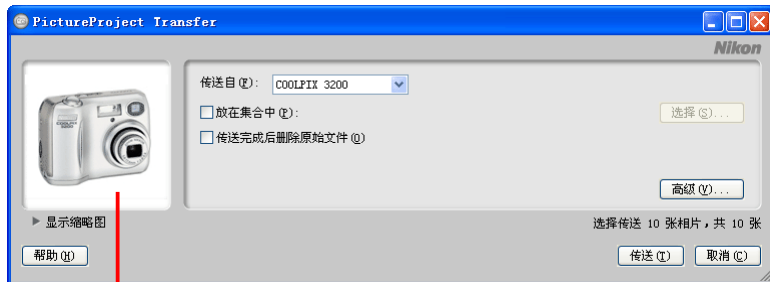 PictureProject Transfer
Nikon
传送自(F): COOLPIX 3200
放在集合中(P):
选择(S)...
传送完成后删除原始文件(O)
高级(V)...
显示缩略图
选择传送 10 张相片，共 10 张
帮助(H)
传送(T)
取消(C)